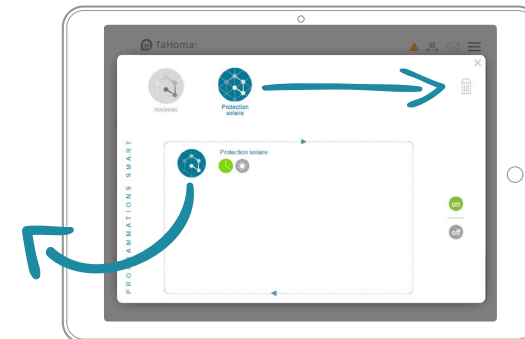 TaHoma®
nouveau
Protection
solaire
PROGRAMMATIONS SMART
Protection solaire
on
off